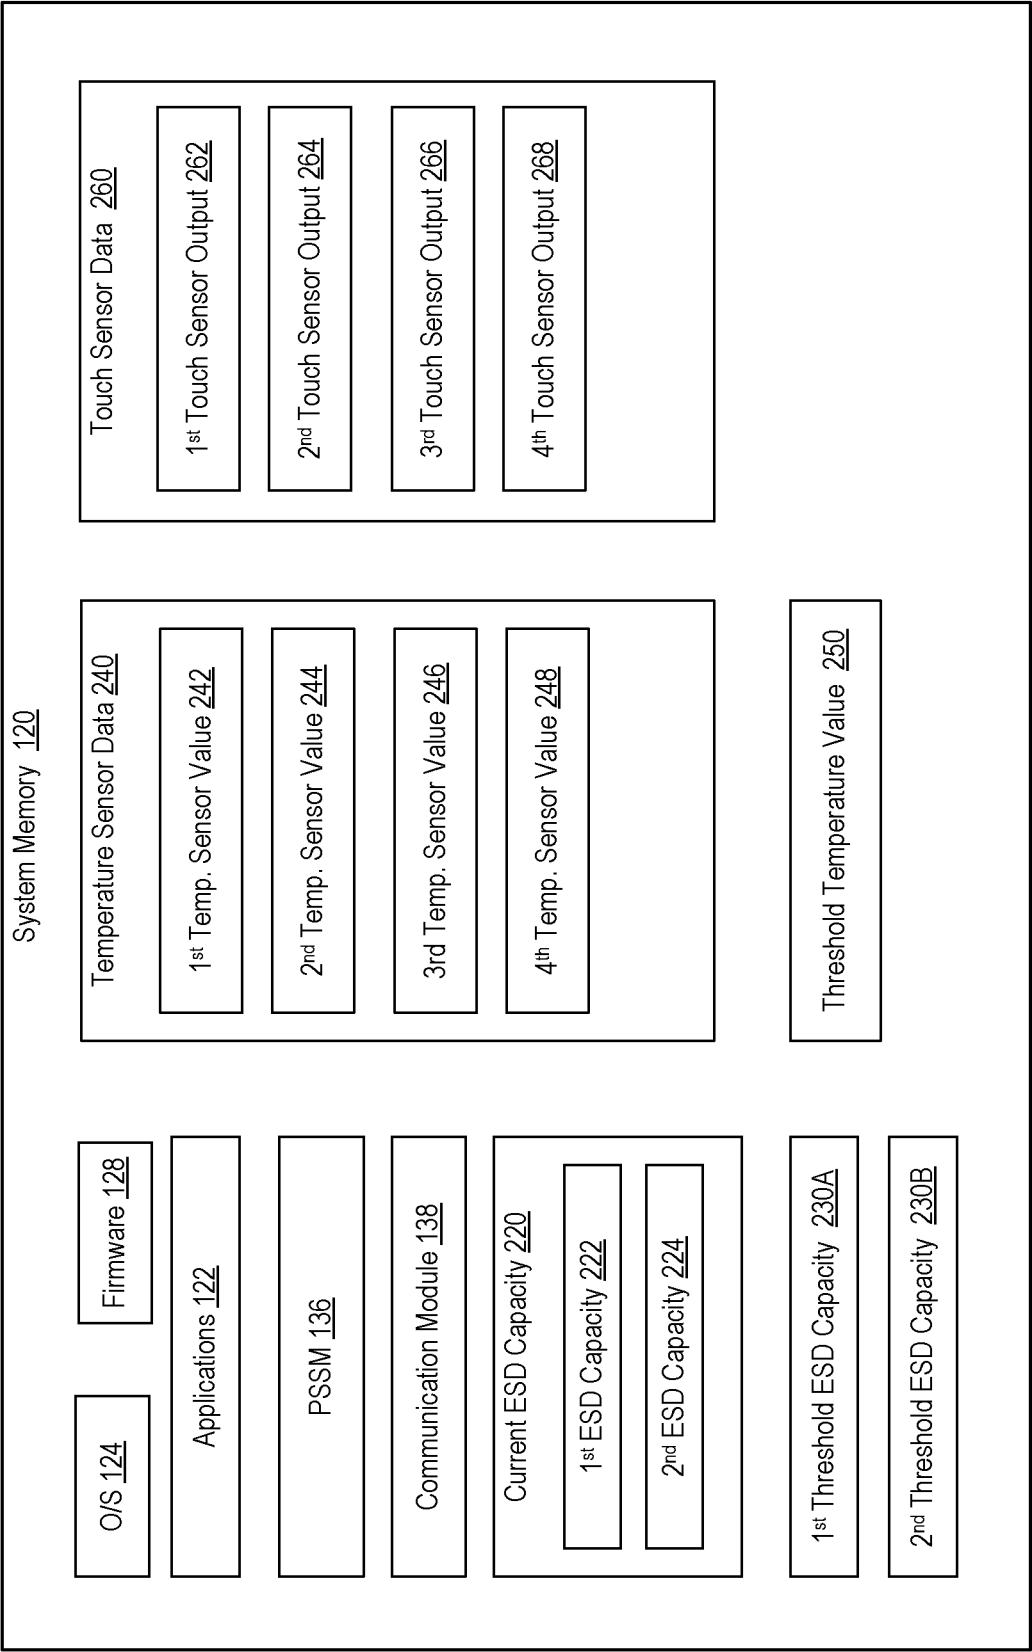 System Memory 120
O/S 124
Firmware 128
Applications 122
PSSM 136
Communication Module 138
Current ESD Capacity 220
1st ESD Capacity 222
2nd ESD Capacity 224
1st Threshold ESD Capacity 230A
2nd Threshold ESD Capacity 230B
Temperature Sensor Data 240
1st Temp. Sensor Value 242
2nd Temp. Sensor Value 244
3rd Temp. Sensor Value 246
4th Temp. Sensor Value 248
Threshold Temperature Value 250
Touch Sensor Data 260
1st Touch Sensor Output 262
2nd Touch Sensor Output 264
3rd Touch Sensor Output 266
4th Touch Sensor Output 268